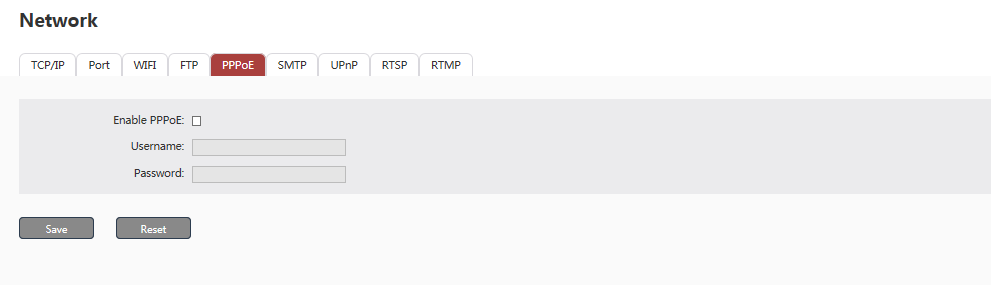 Network
TCP/IP Port WIFI FTP PPPoE SMTP UPnP RTSP RTMP
Enable PPPoE:
Username:
Password:
Save Reset